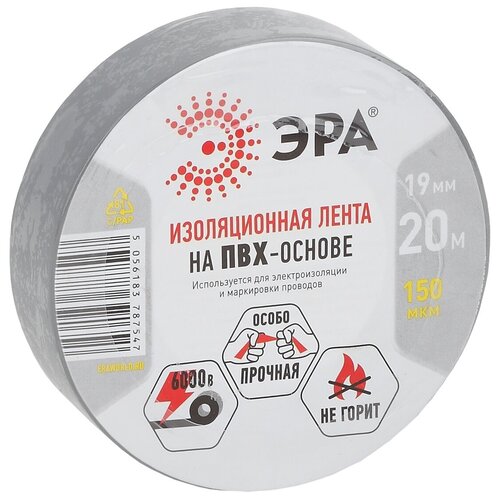 ЭРА®
ИЗОЛЯЦИОННАЯ ЛЕНТА
НА ПВХ-ОСНОВЕ
Используется для электроизоляции
и маркировки проводов
19 мм
20 м
150
МКМ
6000 В
ОСОБО
ПРОЧНАЯ
НЕ ГОРИТ
PAP
5 056183 787547